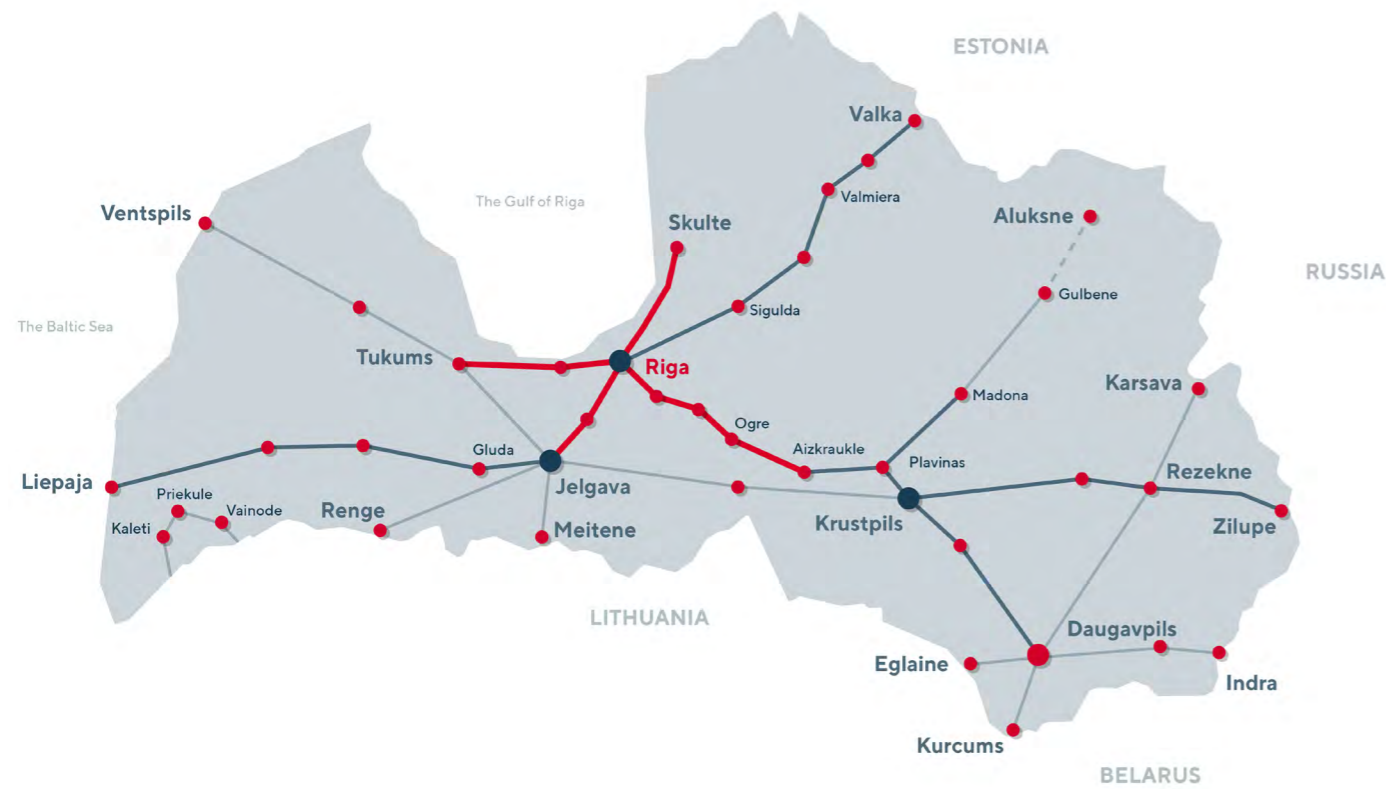 ESTONIA
Valka
Ventspils
The Gulf of Riga
Valmiera
Aluksne
Skulte
RUSSIA
Gulbene
Sigulda
The Baltic Sea
Tukums
Riga
Karsava
Madona
Ogre
Gluda
Aizkraukle
Plavinas
Rezekne
Liepaja
Jelgava
Priekule
Vainode
Renge
Kaleti
Meitene
Krustpils
Zilupe
LITHUANIA
Daugavpils
Eglaine
Indra
Kurcums
BELARUS